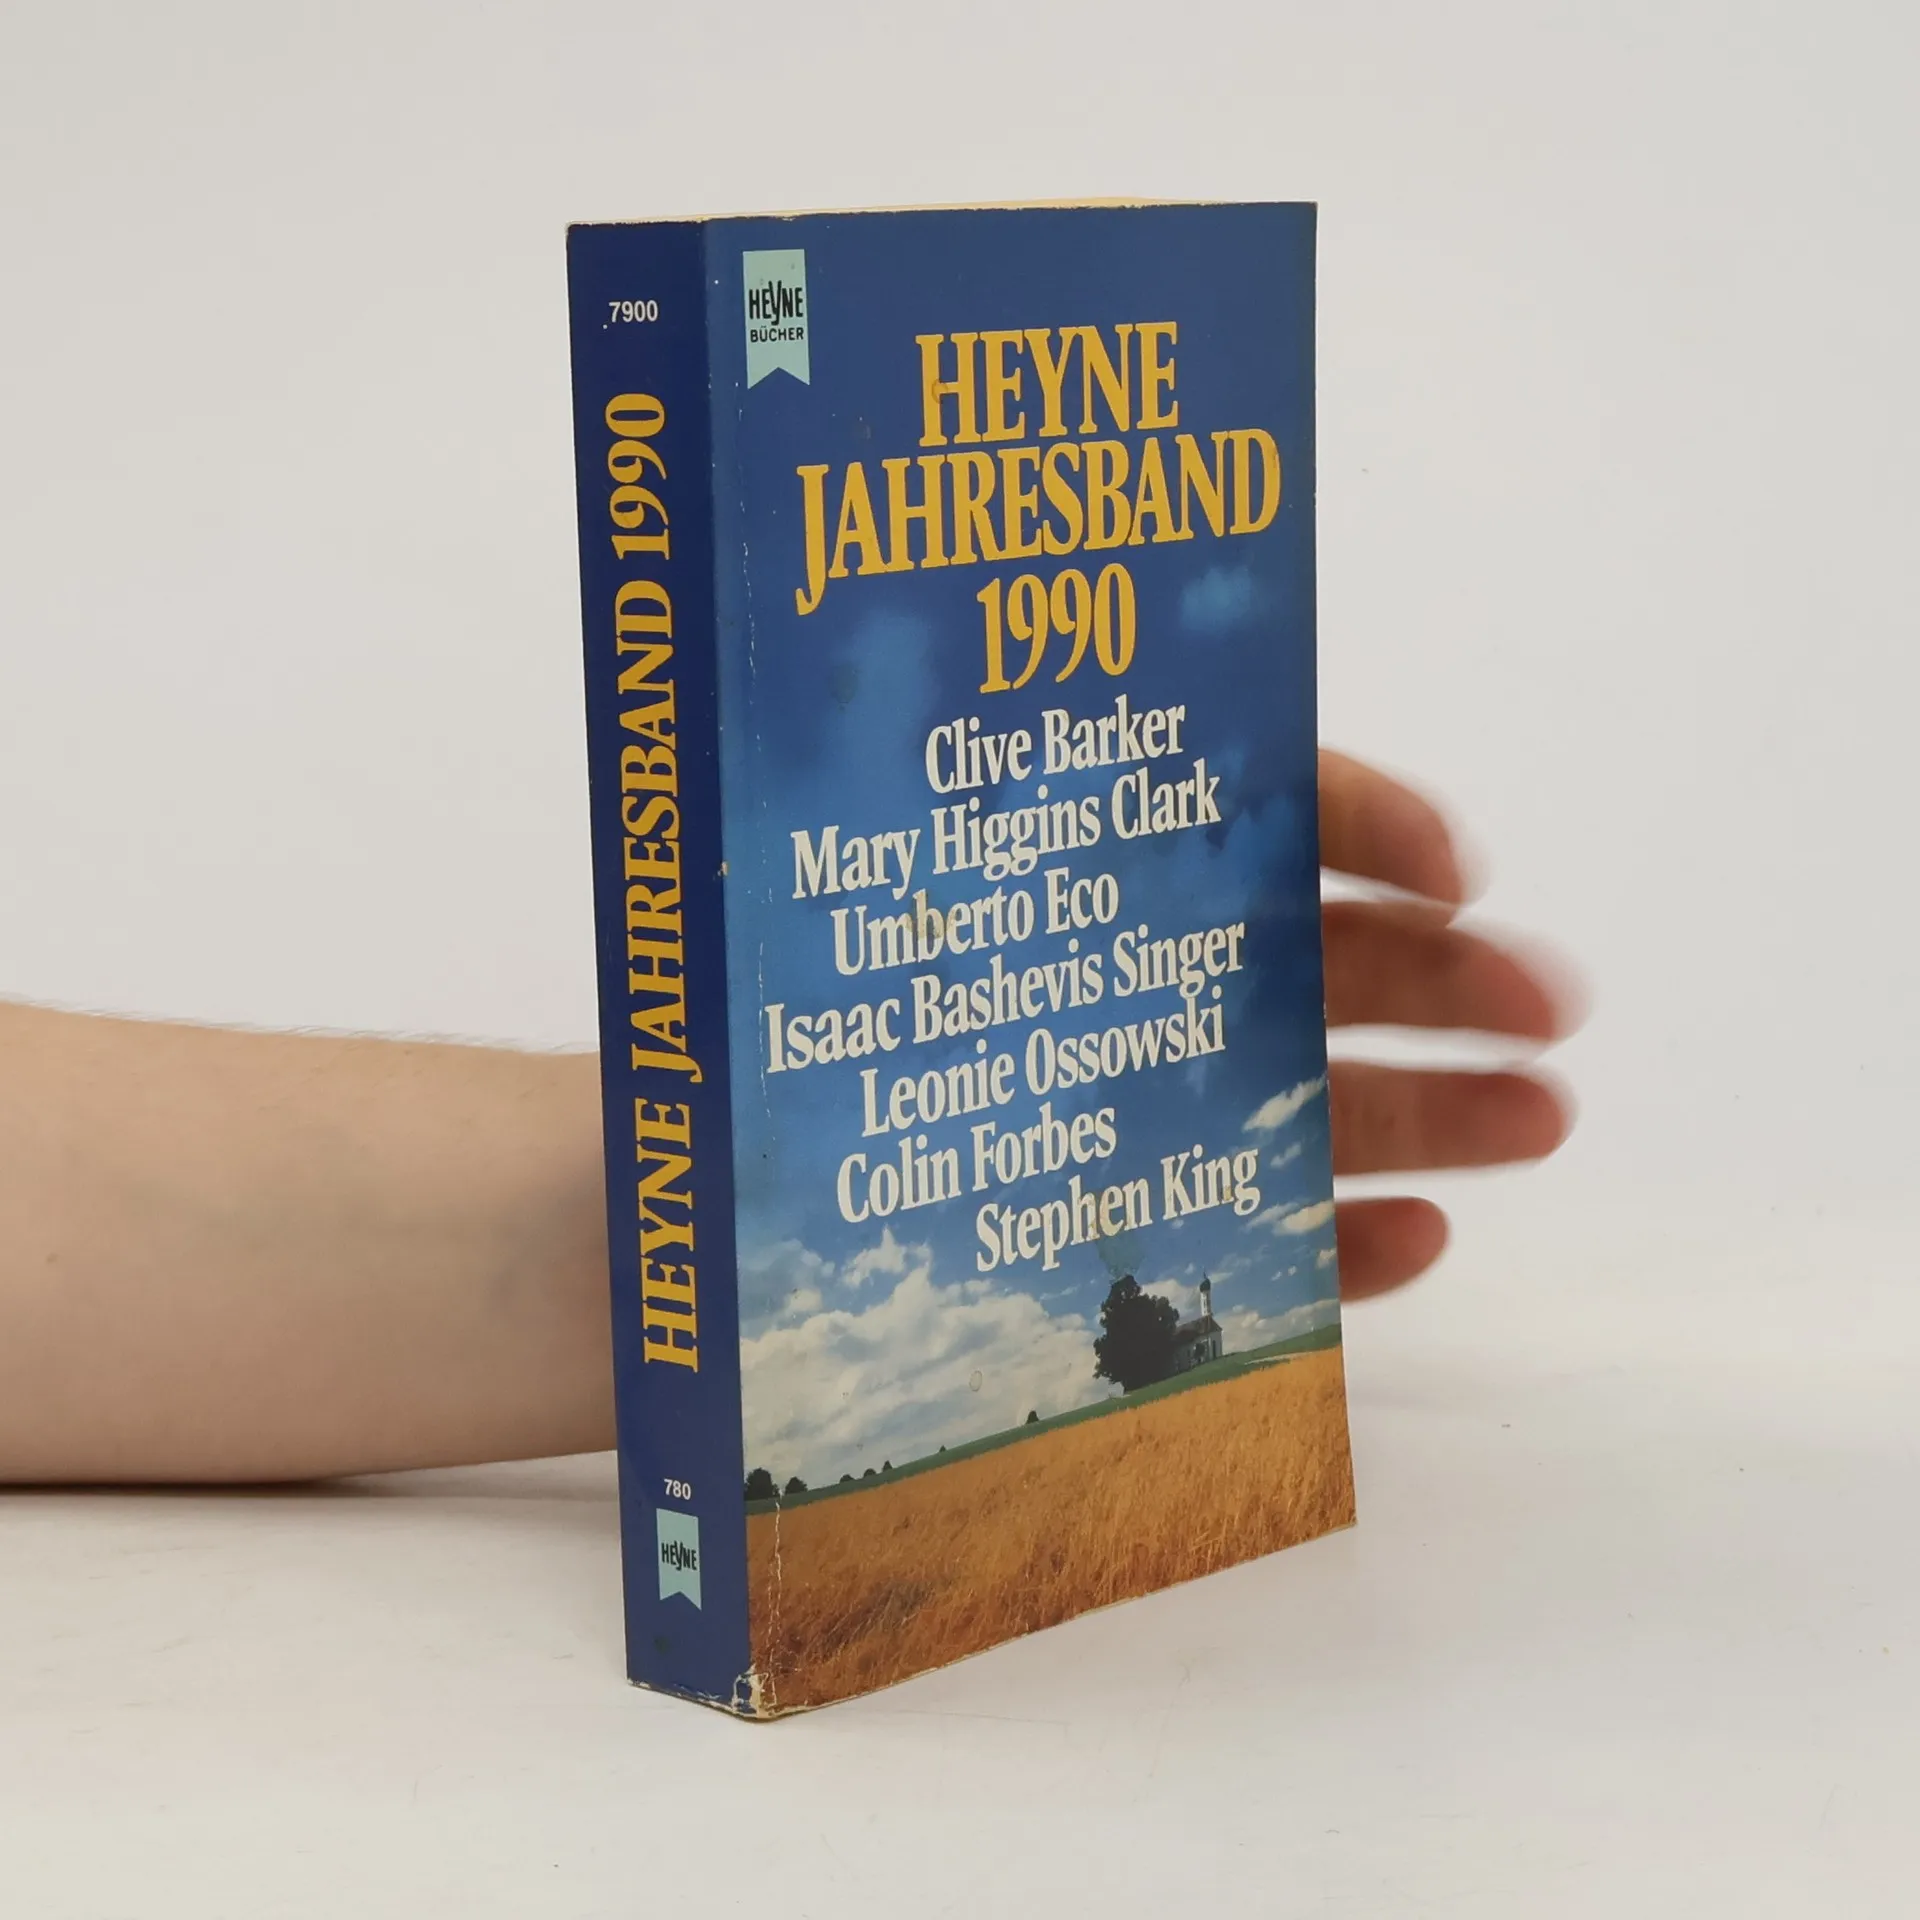 7900
HEYNE JAHRESBAND 1990
780
HEYNE
HEYNE
BÜCHER
HEYNE
JAHRESBAND
1990
Clive Barker
Mary Higgins Clark
Umberto Eco
Isaac Bashevis Singer
Leonie Ossowski
Colin Forbes
Stephen King